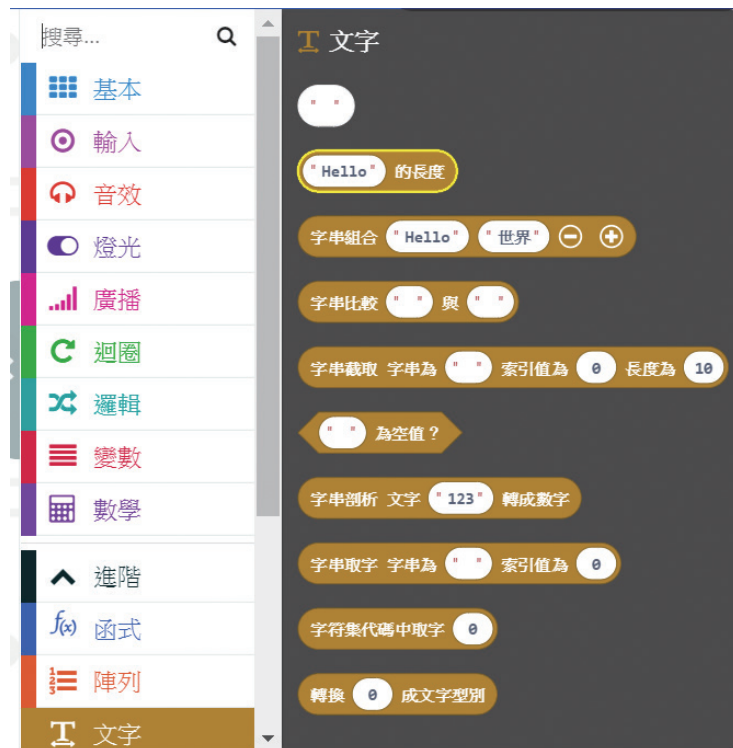 搜尋...
基本
輸入
音效
燈光
廣播
迴圈
邏輯
變數
數學
進階
f(x) 函式
陣列
文字
文字
" "
"Hello" 的長度
字串組合 "Hello" "世界"
字串比較 " " 與 " "
字串截取 字串為 " " 索引值為 0 長度為 10
" " 為空值？
字串剖析 文字 "123" 轉成數字
字串取字 字串為 " " 索引值為 0
字符集代碼中取字 0
轉換 0 成文字型別